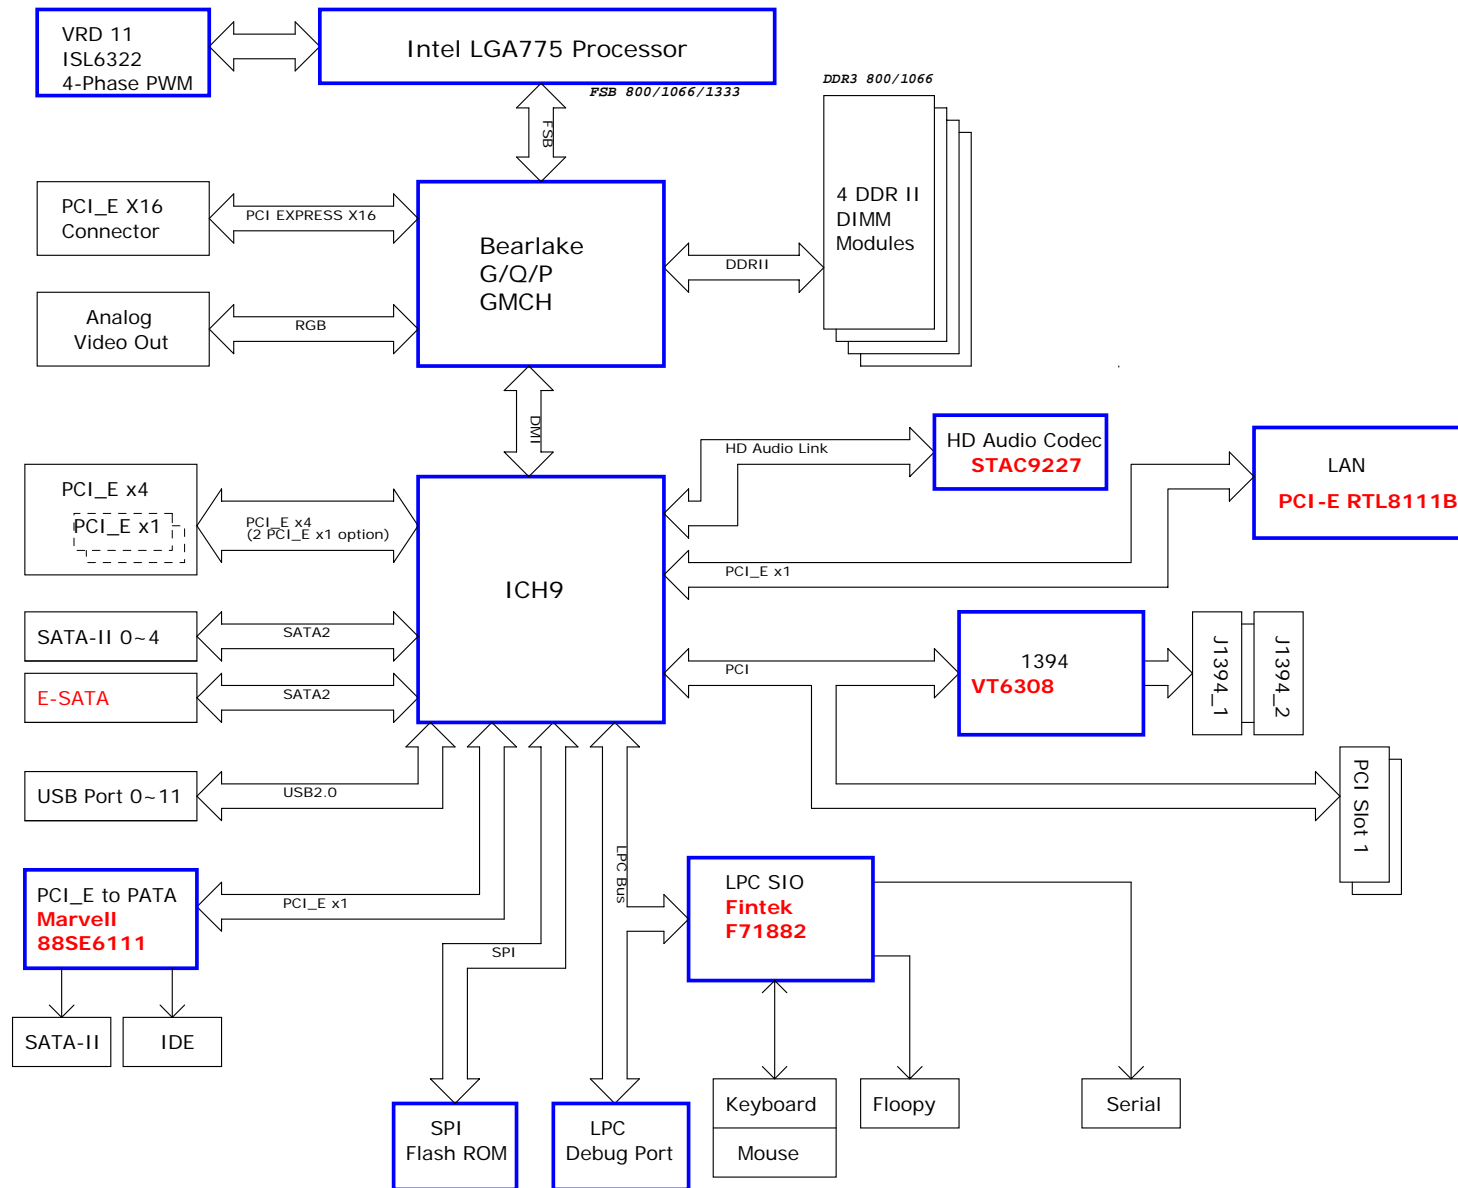 VRD 11
ISL6322
4-Phase PWM
Intel LGA775 Processor
FSB 800/1066/1333
FSB
DDR3 800/1066
4 DDR II
DIMM
Modules
PCI_E X16
Connector
PCI EXPRESS X16
Bearlake
G/Q/P
GMCH
DDRII
Analog
Video Out
RGB
DMI
HD Audio Link
HD Audio Codec
STAC9227
LAN
PCI-E RTL8111B
PCI_E x4
PCI_E x1
PCI_E x4
(2 PCI_E x1 option)
ICH9
PCI_E x1
SATA-II 0~4
SATA2
E-SATA
SATA2
PCI
1394
VT6308
J1394_1
J1394_2
USB Port 0~11
USB2.0
PCI Slot 1
PCI_E to PATA
Marvell
88SE6111
PCI_E x1
SPI
LPC Bus
LPC SIO
Fintek
F71882
SATA-II
IDE
SPI
Flash ROM
LPC
Debug Port
Keyboard
Mouse
Floopy
Serial